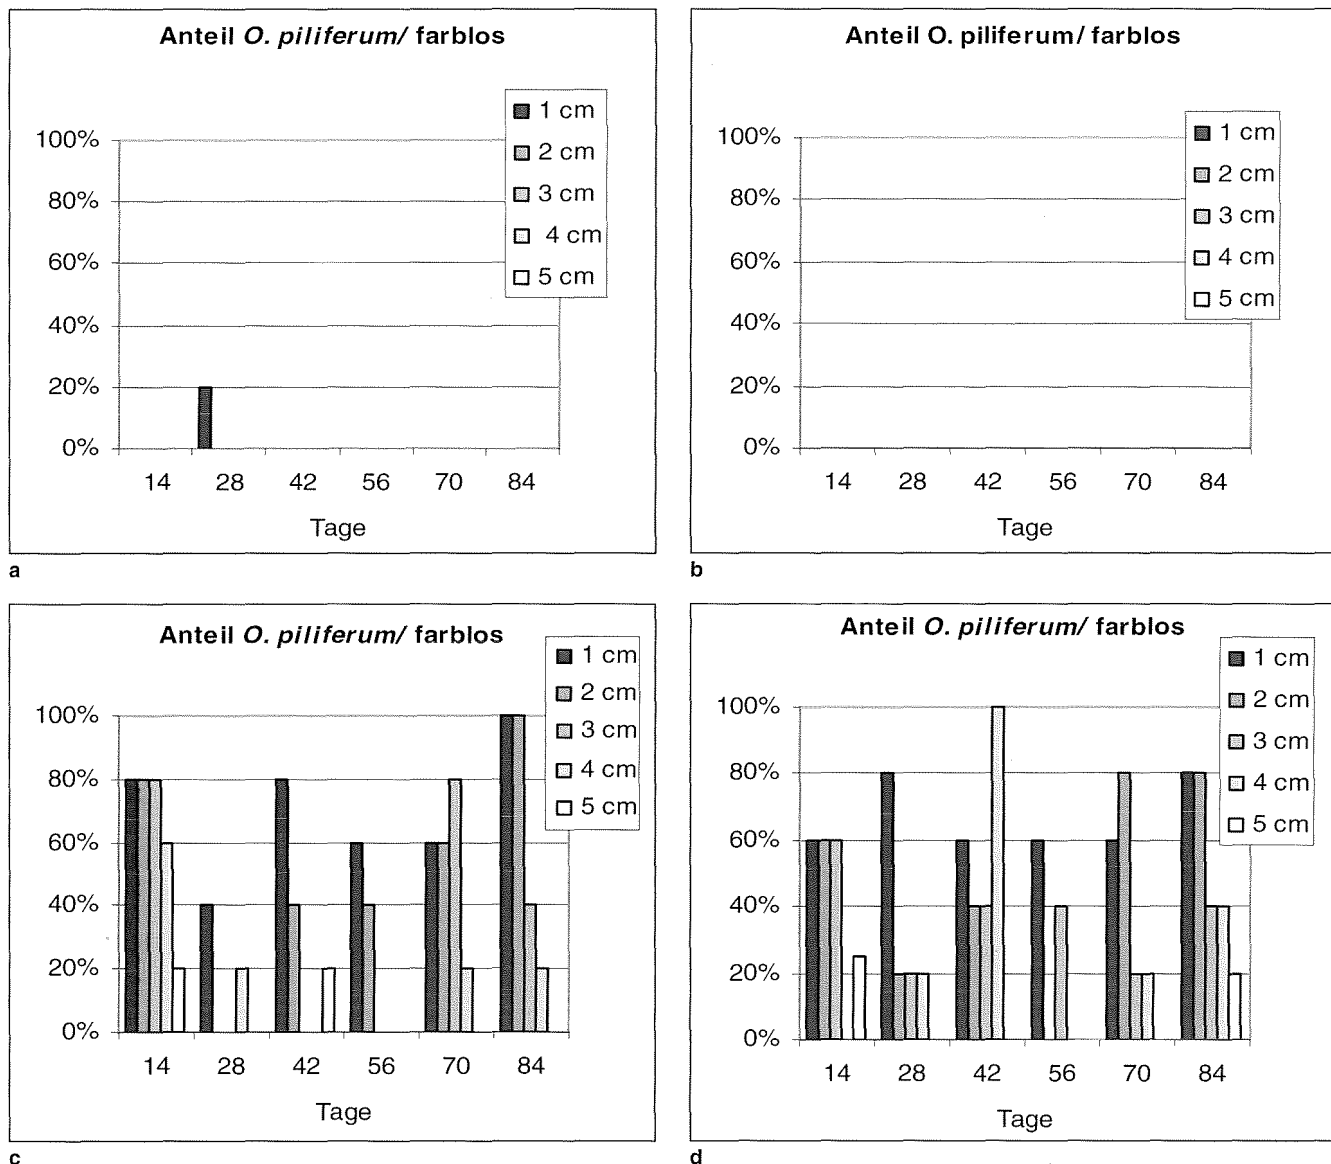 Anteil O. piliferum/ farblos
1 cm
2 cm
3 cm
4 cm
5 cm
100%
80%
60%
40%
20%
0%
14 28 42 56 70 84
Tage
a
Anteil O. piliferum/ farblos
1 cm
2 cm
3 cm
4 cm
5 cm
100%
80%
60%
40%
20%
0%
14 28 42 56 70 84
Tage
b
Anteil O. piliferum/ farblos
1 cm
2 cm
3 cm
4 cm
5 cm
100%
80%
60%
40%
20%
0%
14 28 42 56 70 84
Tage
c
Anteil O. piliferum/ farblos
1 cm
2 cm
3 cm
4 cm
5 cm
100%
80%
60%
40%
20%
0%
14 28 42 56 70 84
Tage
d